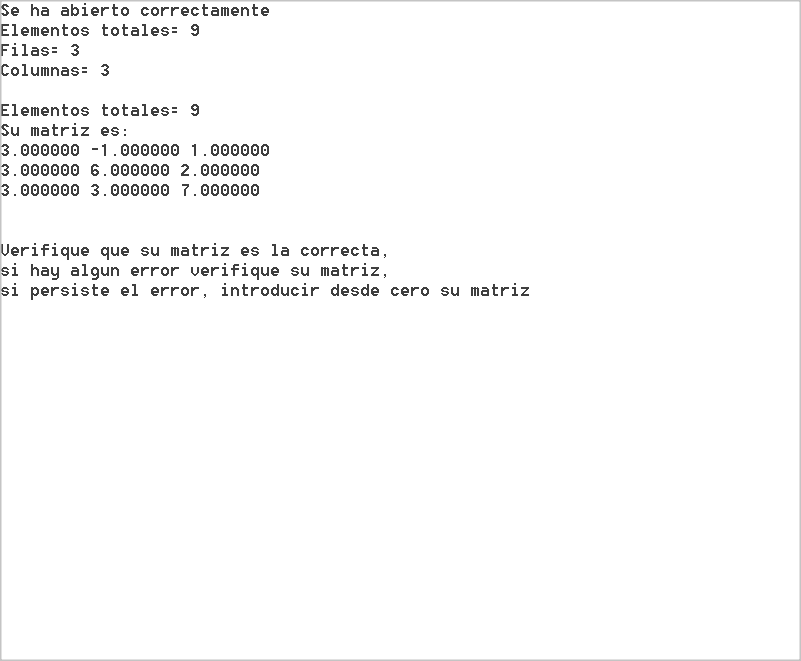 Se ha abierto correctamente
Elementos totales= 9
Filas= 3
Columnas= 3
Elementos totales= 9
Su matriz es:
3.000000 -1.000000 1.000000
3.000000 6.000000 2.000000
3.000000 3.000000 7.000000
Verifique que su matriz es la correcta,
si hay algun error verifique su matriz,
si persiste el error, introducir desde cero su matriz